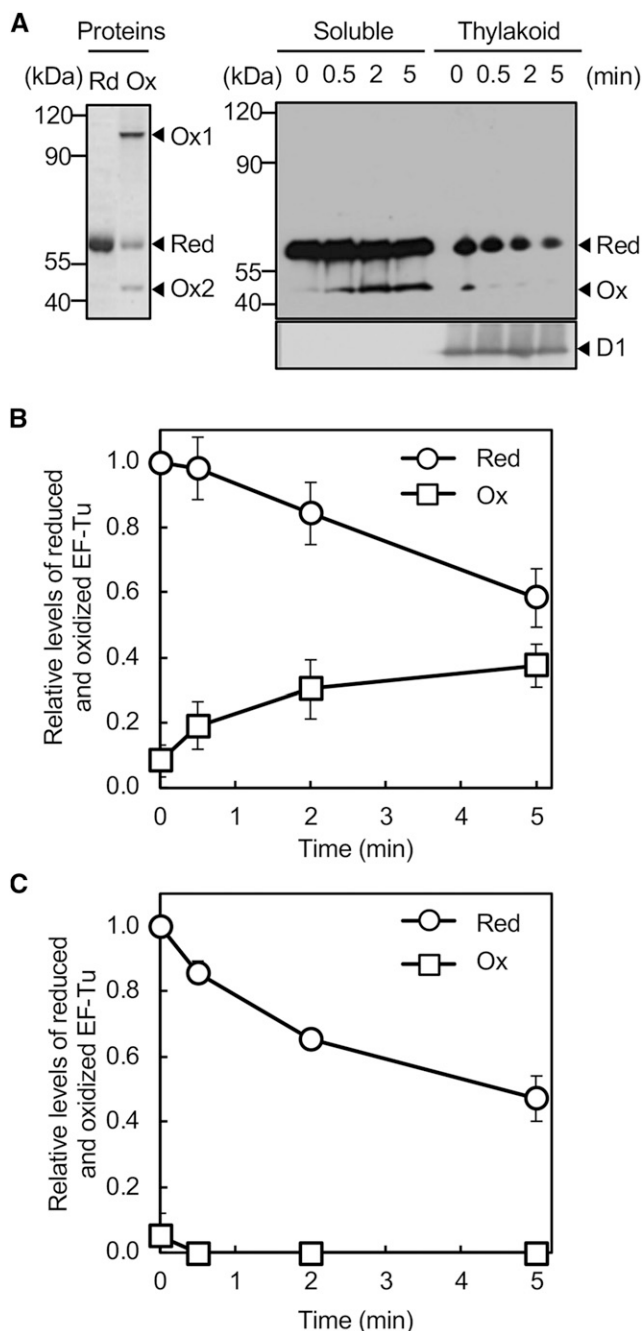 A
Proteins Soluble Thylakoid
(kDa) Rd Ox (kDa) 0 0.5 2 5 0 0.5 2 5 (min)
120 120
Ox1
90 90
Red Red
55 55
Ox2 Ox
40 40
D1
B
Relative levels of reduced
and oxidized EF-Tu
1.0
0.8
0.6
0.4
0.2
0.0
Red
Ox
0 1 2 3 4 5
Time (min)
C
Relative levels of reduced
and oxidized EF-Tu
1.0
0.8
0.6
0.4
0.2
0.0
Red
Ox
0 1 2 3 4 5
Time (min)